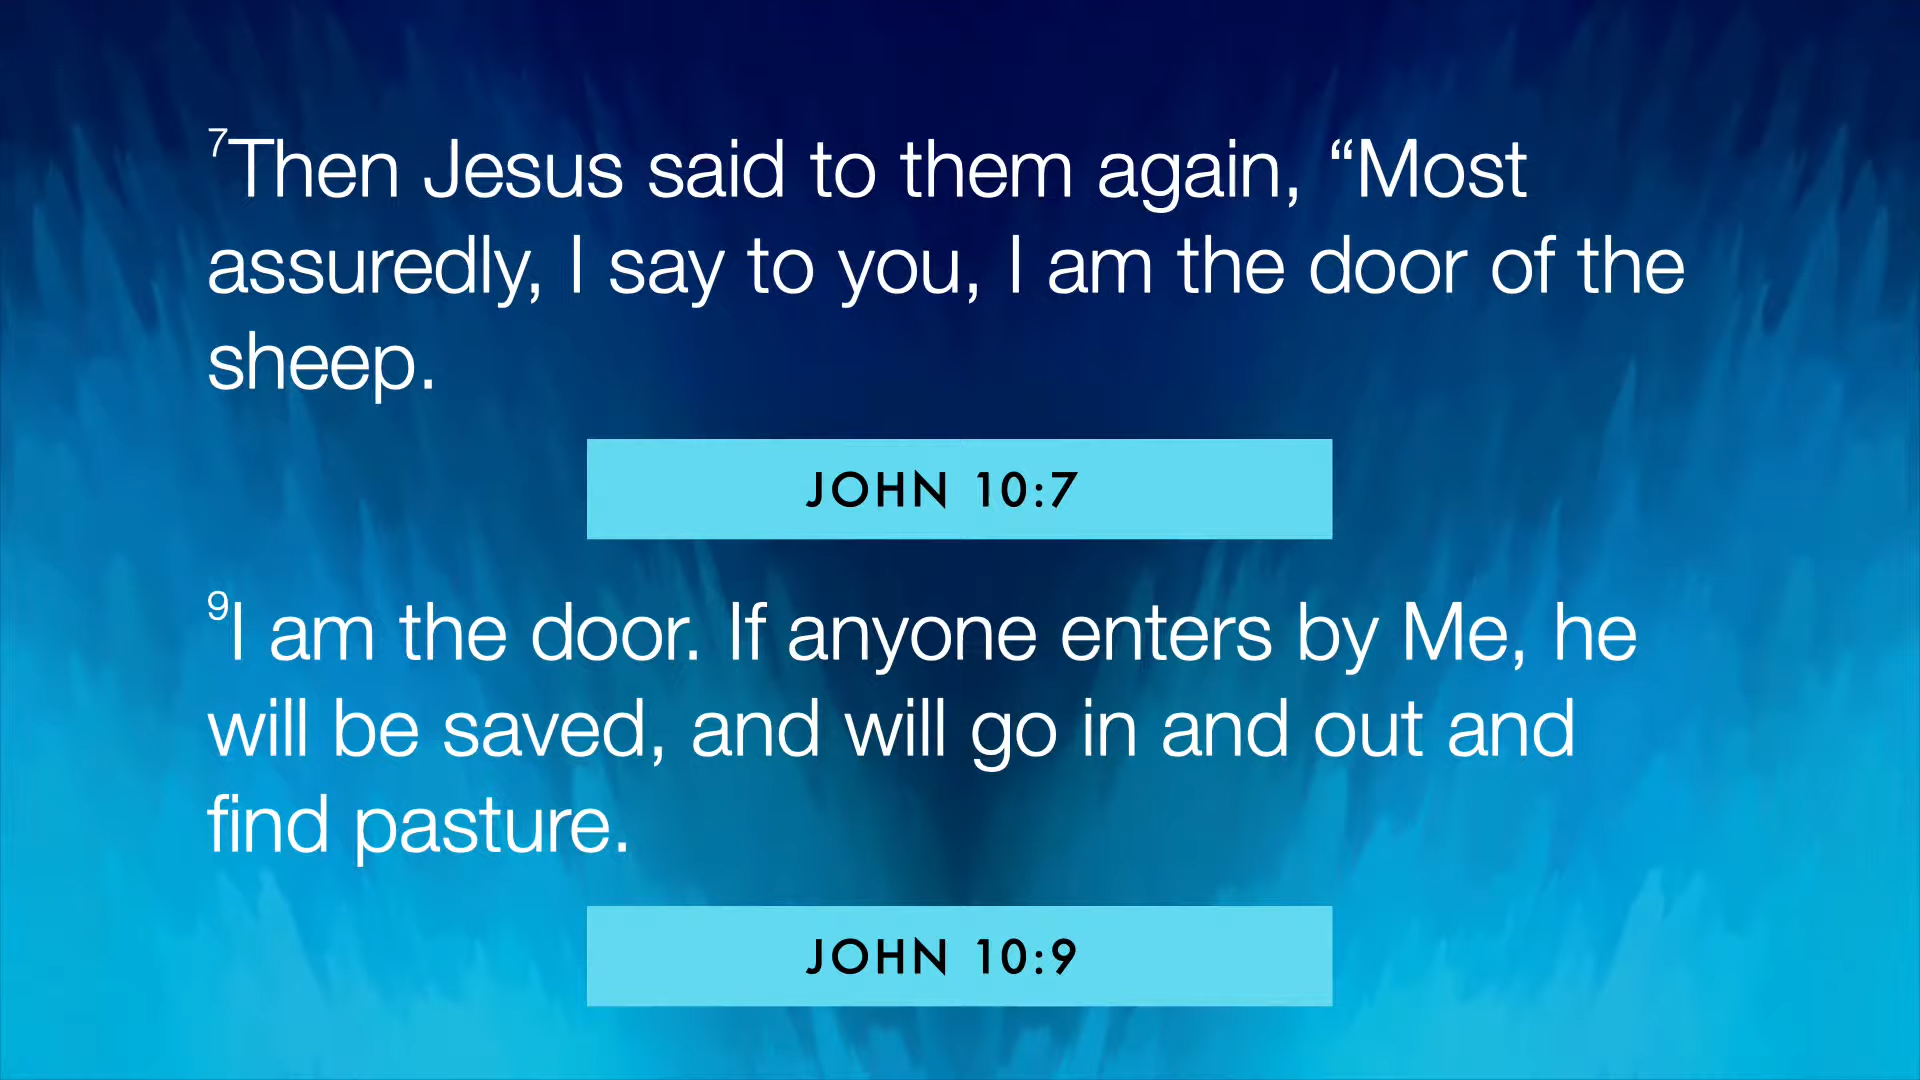 ⁷Then Jesus said to them again, “Most
assuredly, I say to you, I am the door of the
sheep.
JOHN 10:7
⁹I am the door. If anyone enters by Me, he
will be saved, and will go in and out and
find pasture.
JOHN 10:9